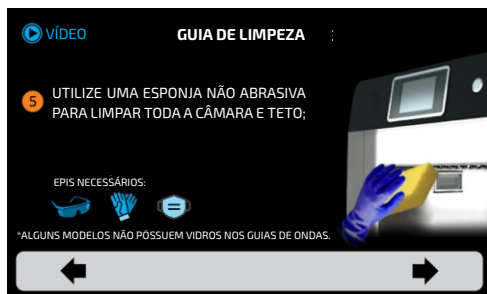 VÍDEO
GUIA DE LIMPEZA :
5
UTILIZE UMA ESPONJA NÃO ABRASIVA
PARA LIMPAR TODA A CÂMARA E TETO;
EPIS NECESSÁRIOS:
*ALGUNS MODELOS NÃO POSSUEM VIDROS NOS GUIAS DE ONDAS.